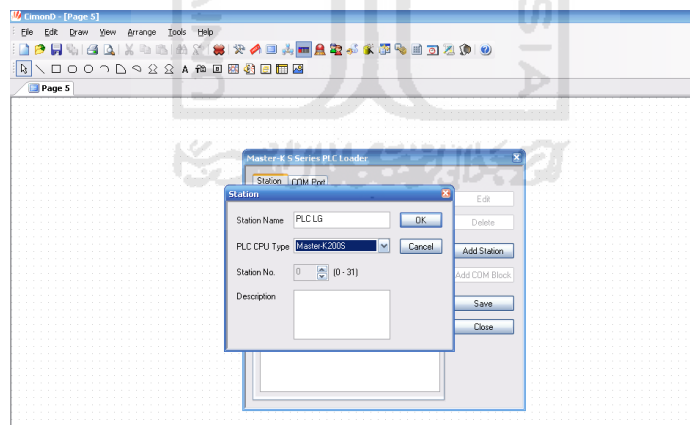 CimonD - [Page 5]
File Edit Draw View Arrange Tools Help
A
Page 5
Master-K S Series PLC Loader
Station COM Port
Station
Edit
Station Name PLC LG OK
Delete
PLC CPU Type Master-K200S Cancel
Add Station
Station No. 0 (0 - 31)
Add COM Block
Description
Save
Close